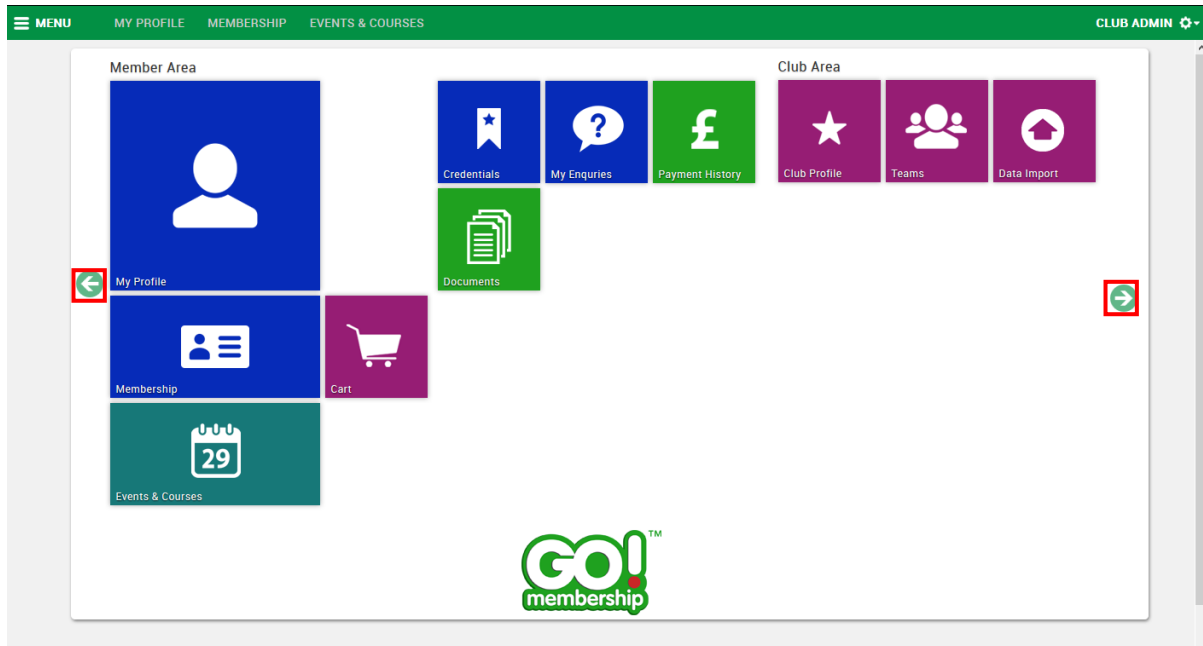 MENU
MY PROFILE
MEMBERSHIP
EVENTS & COURSES
CLUB ADMIN
Member Area
My Profile
Membership
Cart
29
Events & Courses
Credentials
?
My Enquries
£
Payment History
Documents
Club Area
Club Profile
Teams
Data Import
GO! TM
membership